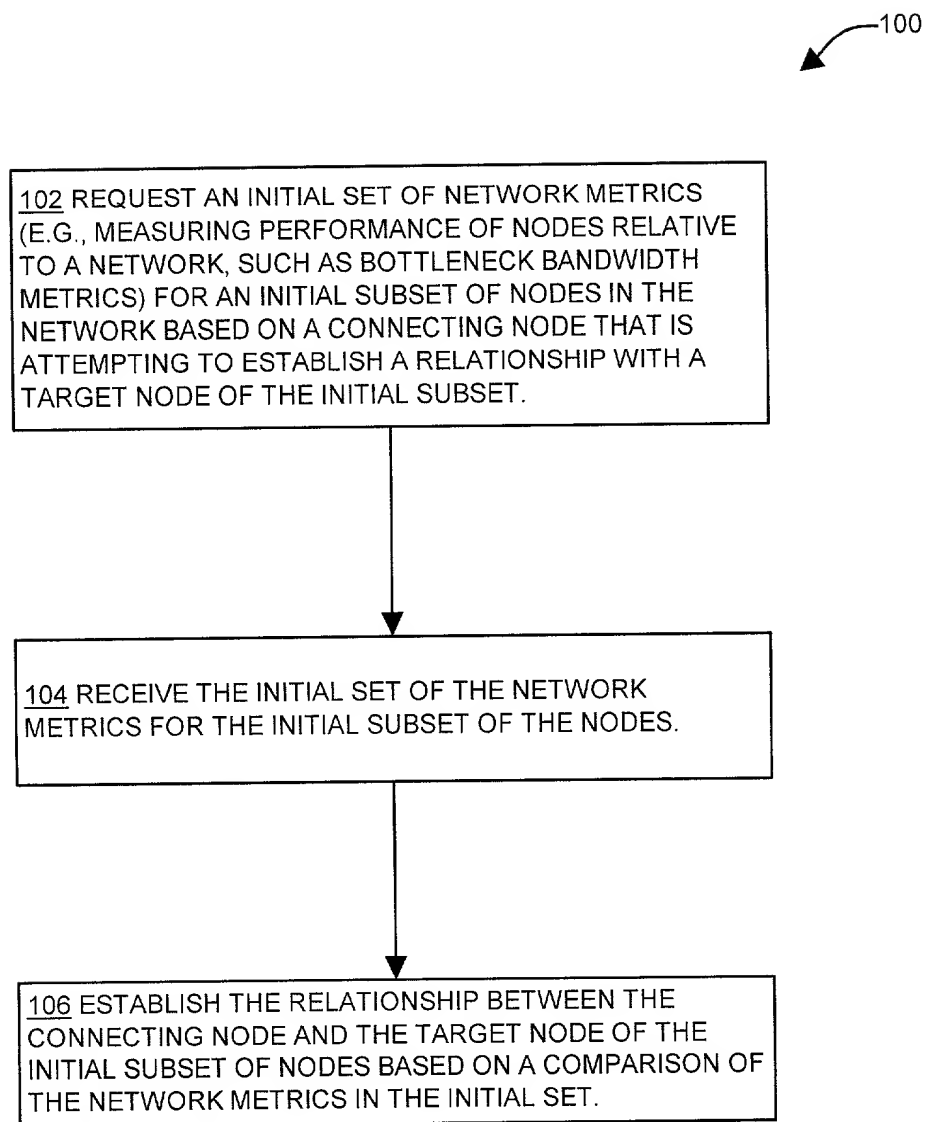 100
102 REQUEST AN INITIAL SET OF NETWORK METRICS
(E.G., MEASURING PERFORMANCE OF NODES RELATIVE
TO A NETWORK, SUCH AS BOTTLENECK BANDWIDTH
METRICS) FOR AN INITIAL SUBSET OF NODES IN THE
NETWORK BASED ON A CONNECTING NODE THAT IS
ATTEMPTING TO ESTABLISH A RELATIONSHIP WITH A
TARGET NODE OF THE INITIAL SUBSET.
104 RECEIVE THE INITIAL SET OF THE NETWORK
METRICS FOR THE INITIAL SUBSET OF THE NODES.
106 ESTABLISH THE RELATIONSHIP BETWEEN THE
CONNECTING NODE AND THE TARGET NODE OF THE
INITIAL SUBSET OF NODES BASED ON A COMPARISON OF
THE NETWORK METRICS IN THE INITIAL SET.